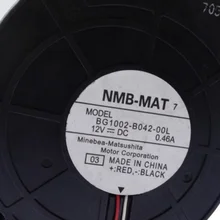 703
NMB-MAT 7
MODEL
BG1002-B042-00L
12V⎓DC 0.46A
Minebea-Matsushita
Motor Corporation
03 MADE IN CHINA
+:RED,-:BLACK